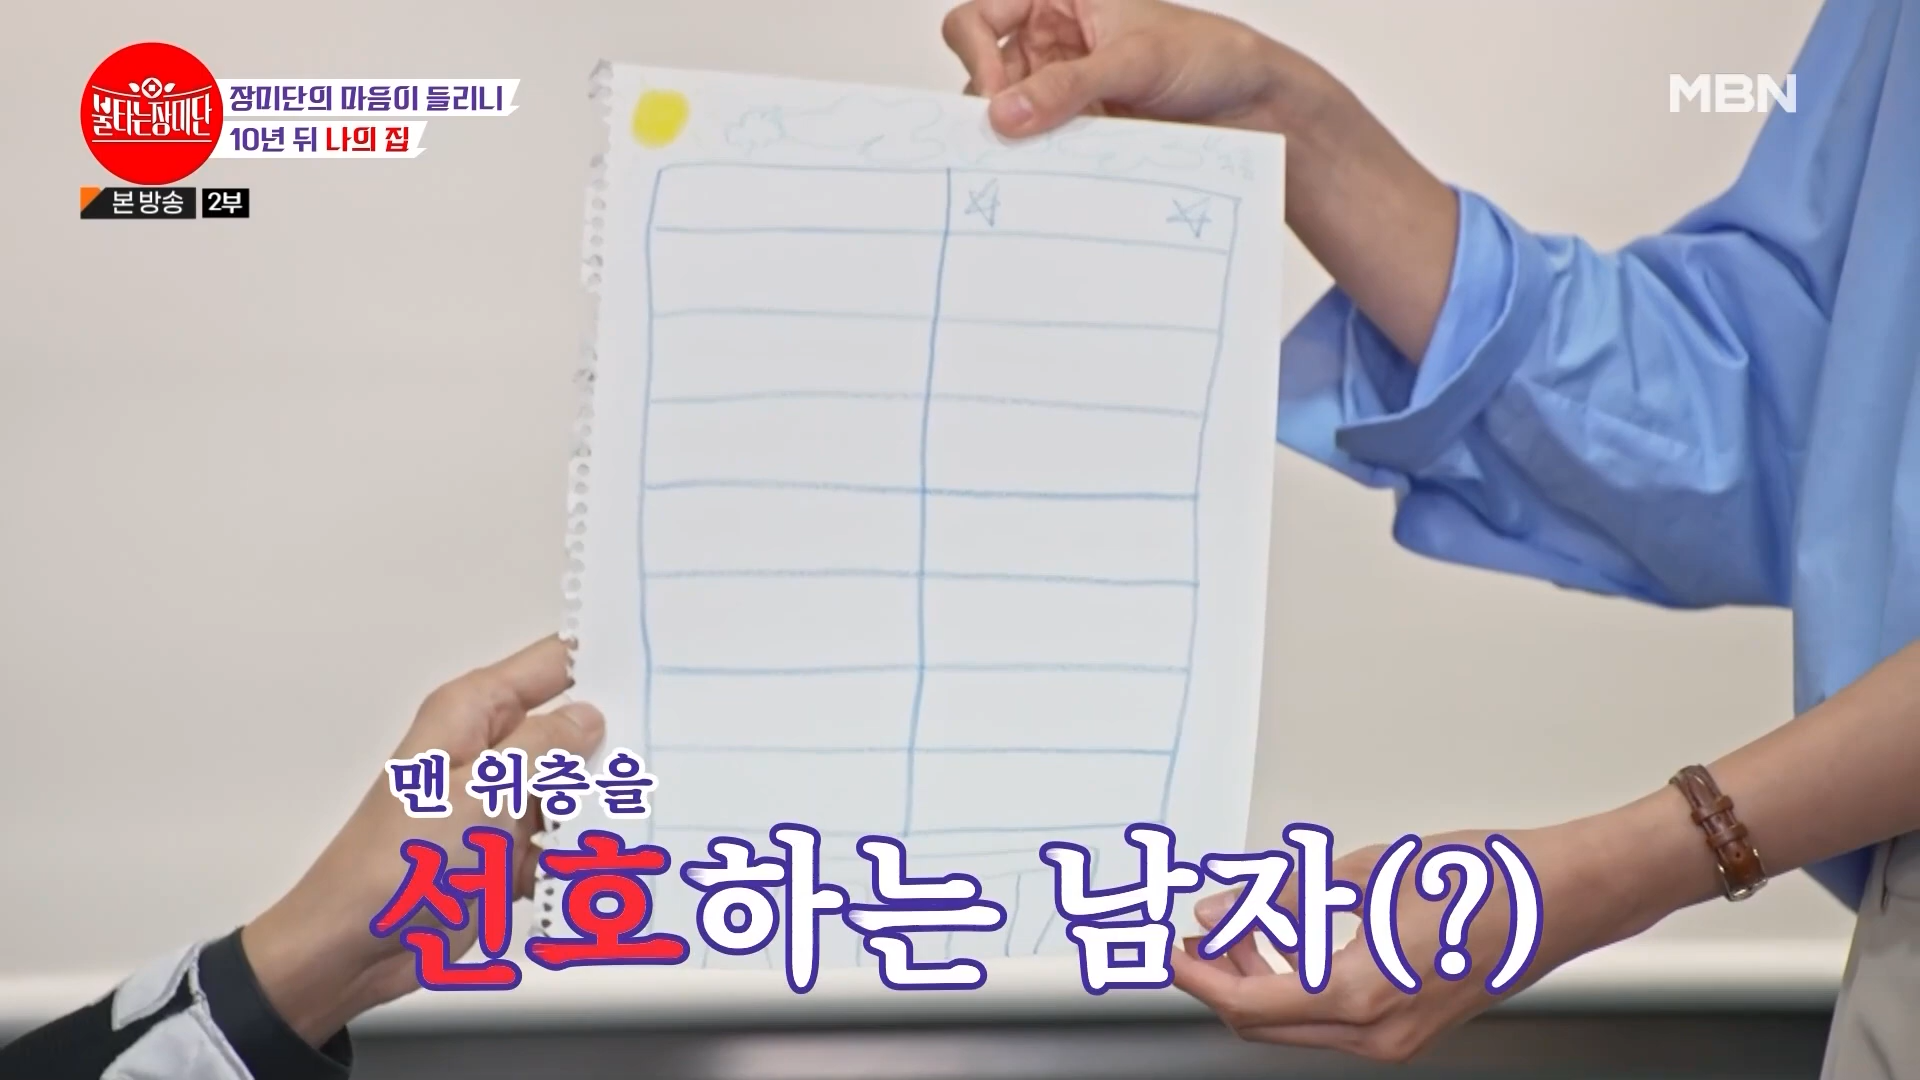 불타는장미단
장미단의 마음이 들리니
10년 뒤 나의 집
본방송 2부
MBN
맨 위층을
선호하는 남자(?)